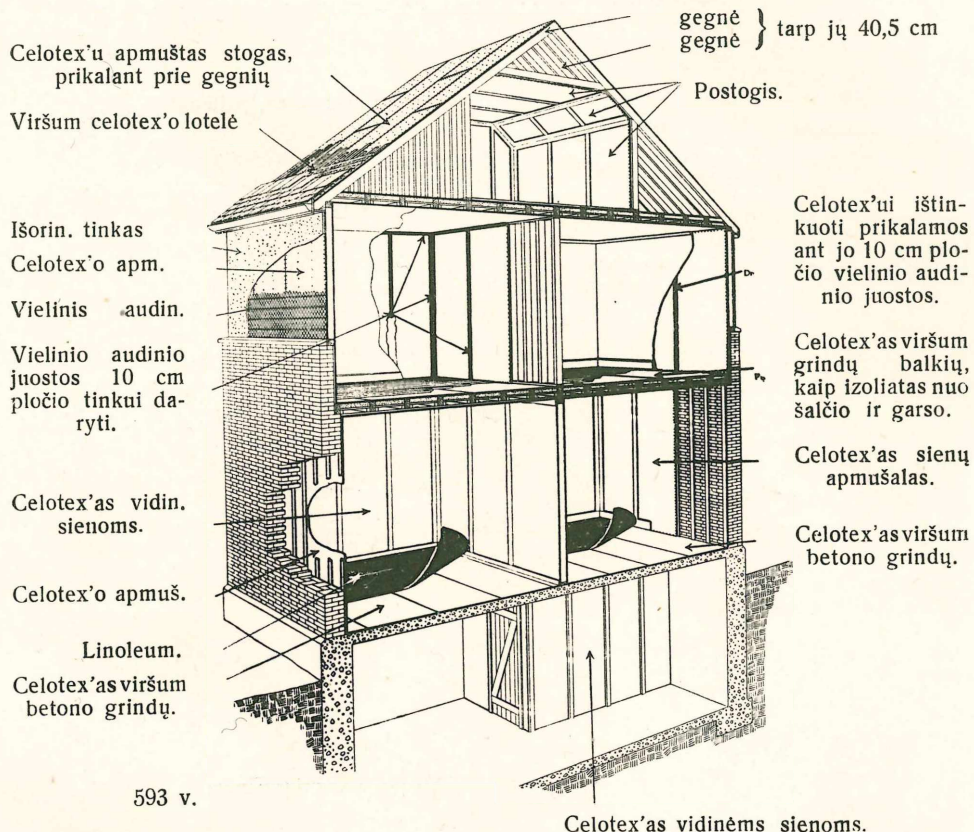 gegnė
gegnė } tarp jų 40,5 cm
Celotex'u apmuštas stogas,
prikalant prie gegnių
Postogis.
Viršum celotex'o lotelė
Išorin. tinkas
Celotex'o apm.
Vielinis audin.
Vielinio audinio
juostos 10 cm
pločio tinkui da-
ryti.
Celotex'as vidin.
sienoms.
Celotex'o apmuš.
Linoleum.
Celotex'as viršum
betono grindų.
Celotex'ui ištin-
kuoti prikalamos
ant jo 10 cm plo-
čio vielinio audi-
nio juostos.
Celotex'as viršum
grindų balkių,
kaip izoliatas nuo
šalčio ir garso.
Celotex'as sienų
apmušalas.
Celotex'as viršum
betono grindų.
593 v.
Celotex'as vidinėms sienoms.